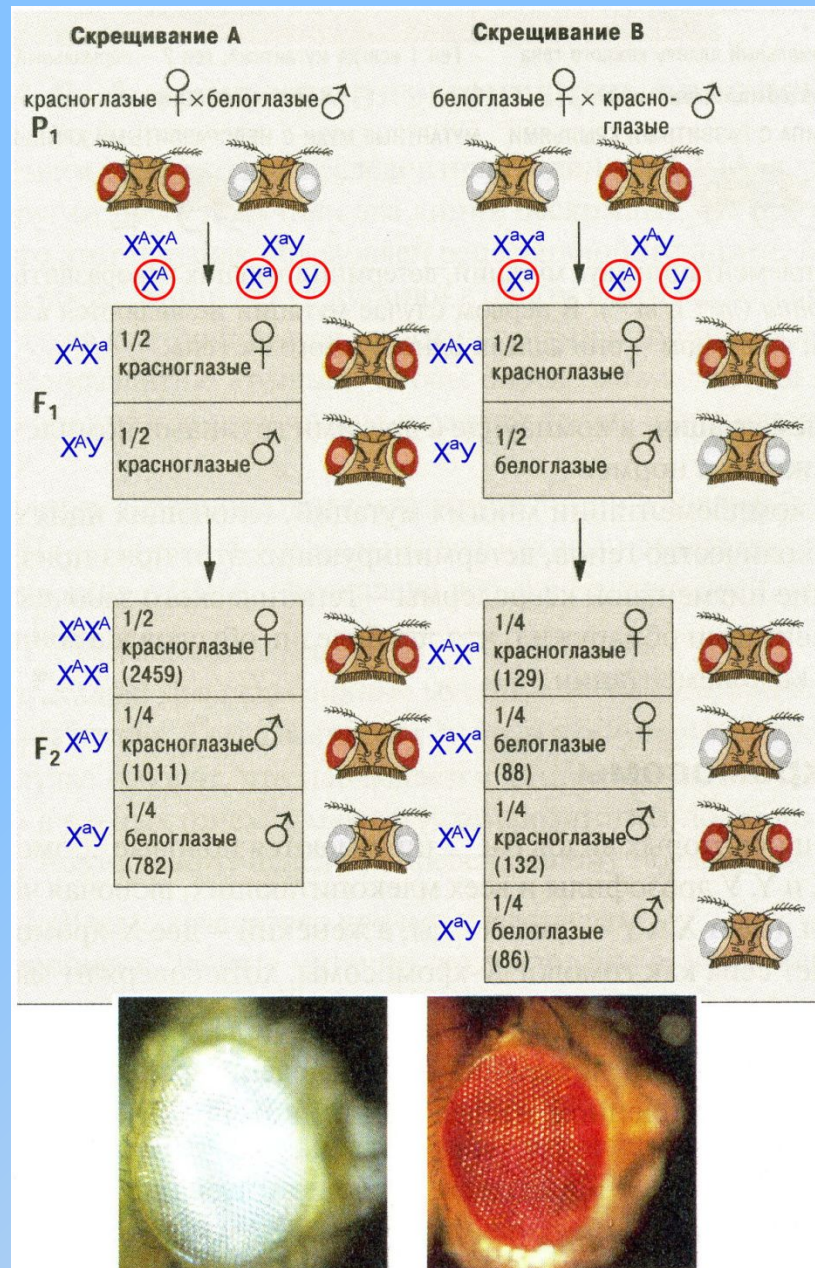 Скрещивание А
красноглазые ♀ × белоглазые ♂
P₁
XᴬXᴬ XᵃУ
Xᴬ Xᵃ У
F₁
XᴬXᵃ 1/2 ♀
красноглазые
XᴬУ 1/2 ♂
красноглазые
F₂
XᴬXᴬ 1/2 ♀
XᴬXᵃ красноглазые
(2459)
XᴬУ 1/4 ♂
красноглазые
(1011)
XᵃУ 1/4 ♂
белоглазые
(782)
Скрещивание В
белоглазые ♀ × красно- ♂
глазые
XᵃXᵃ XᴬУ
Xᵃ Xᴬ У
XᴬXᵃ 1/2 ♀
красноглазые
XᵃУ 1/2 ♂
белоглазые
XᴬXᵃ 1/4 ♀
красноглазые
(129)
XᵃXᵃ 1/4 ♀
белоглазые
(88)
XᴬУ 1/4 ♂
красноглазые
(132)
XᵃУ 1/4 ♂
белоглазые
(86)